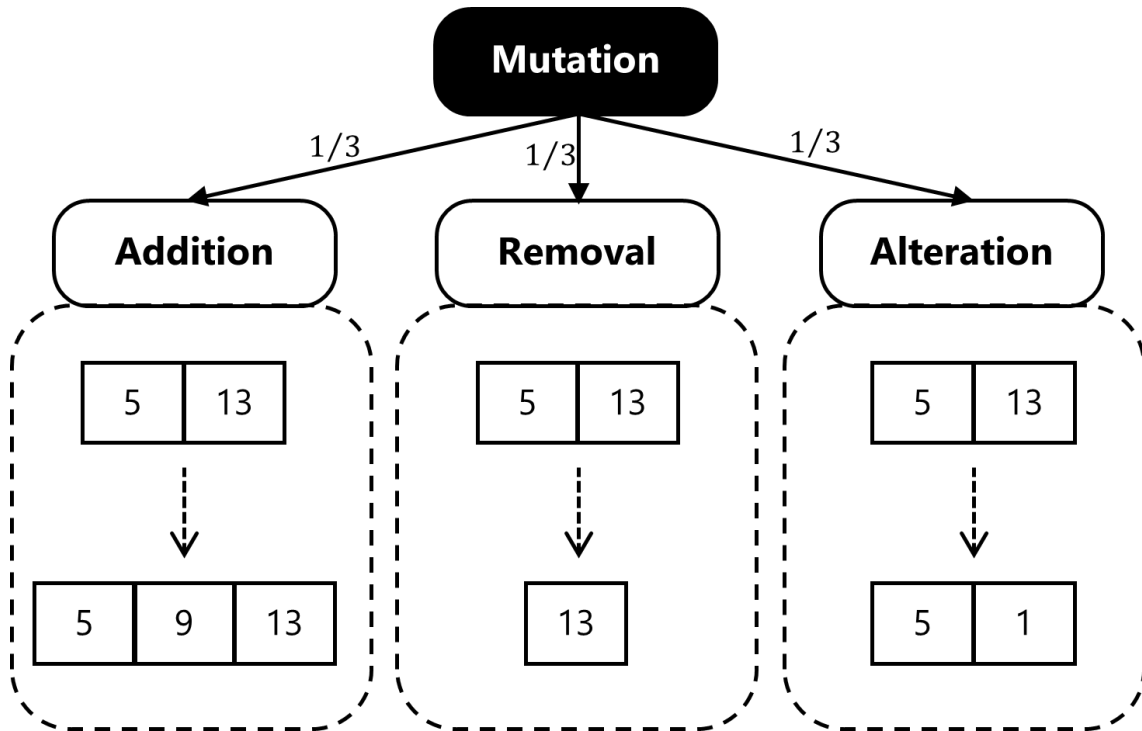 Mutation
1/3 1/3 1/3
Addition Removal Alteration
5 13 5 13 5 13
5 9 13 13 5 1